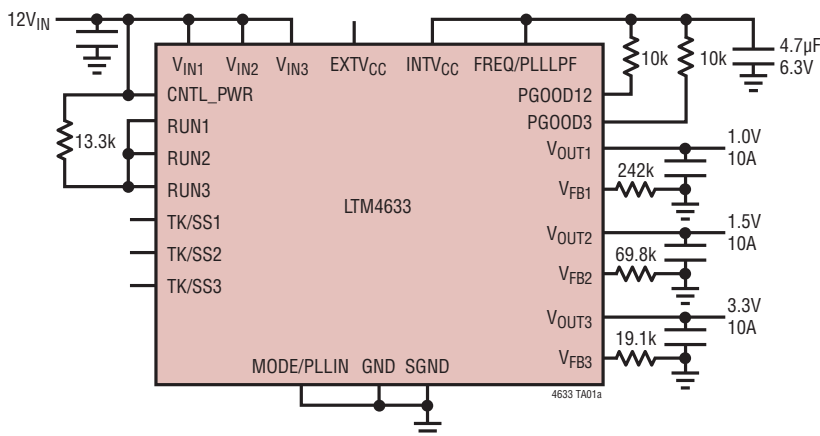 12VIN
VIN1 VIN2 VIN3 EXTVCC INTVCC FREQ/PLLLPF
10k 10k 4.7µF
6.3V
CNTL_PWR
PGOOD12
RUN1
PGOOD3
13.3k
RUN2
VOUT1
1.0V
10A
RUN3
VFB1
242k
TK/SS1
LTM4633
VOUT2
1.5V
10A
TK/SS2
VFB2
69.8k
TK/SS3
VOUT3
3.3V
10A
VFB3
19.1k
MODE/PLLIN GND SGND
4633 TA01a